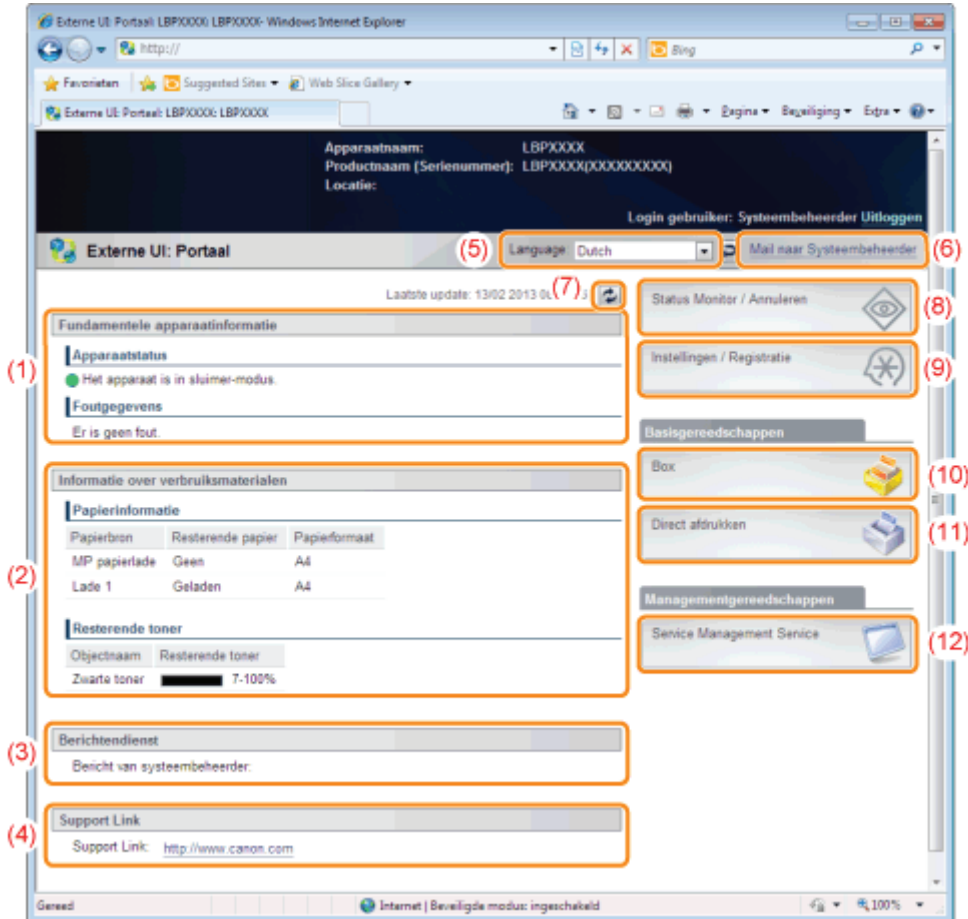 Externe UI: Portaal: LBPXXXX: LBPXXXX- Windows Internet Explorer
http://
Bing
Favorieten Suggested Sites Web Slice Gallery
Externe UI: Portaal: LBPXXXX: LBPXXXX
Pagina Beveiliging Extra
Apparaatnaam: LBPXXXX
Productnaam (Serienummer): LBPXXXX(XXXXXXXXX)
Locatie:
Login gebruiker: Systeembeheerder Uitloggen
Externe UI: Portaal
(5) Language Dutch
Mail naar Systeembeheerder (6)
Laatste update: 13/02 2013
(7)
Status Monitor / Annuleren (8)
(1)
Fundamentele apparaatinformatie
Apparaatstatus
Het apparaat is in sluimer-modus.
Foutgegevens
Er is geen fout.
Instellingen / Registratie (9)
Basisgereedschappen
Box (10)
Direct afdrukken (11)
(2)
Informatie over verbruiksmaterialen
Papierinformatie
Papierbron Resterende papier Papierformaat
MP papierlade Geen A4
Lade 1 Geladen A4
Resterende toner
Objectnaam Resterende toner
Zwarte toner 7-100%
Managementgereedschappen
Service Management Service (12)
(3)
Berichtendienst
Bericht van systeembeheerder:
(4)
Support Link
Support Link: http://www.canon.com
Gereed Internet | Beveiligde modus: ingeschakeld 100%